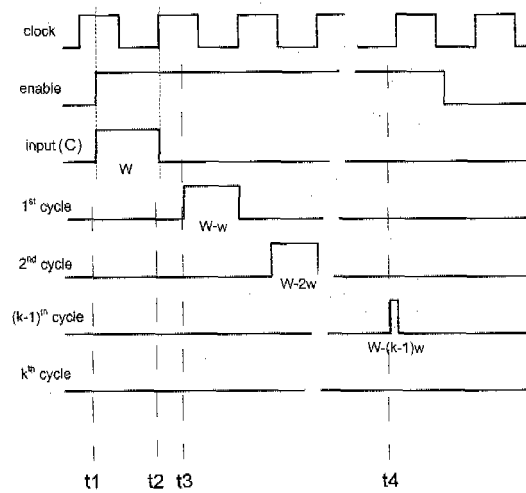 clock
enable
input (C)
W
1st cycle
W-w
2nd cycle
W-2w
(k-1)th cycle
W-(k-1)w
kth cycle
t1 t2 t3 t4